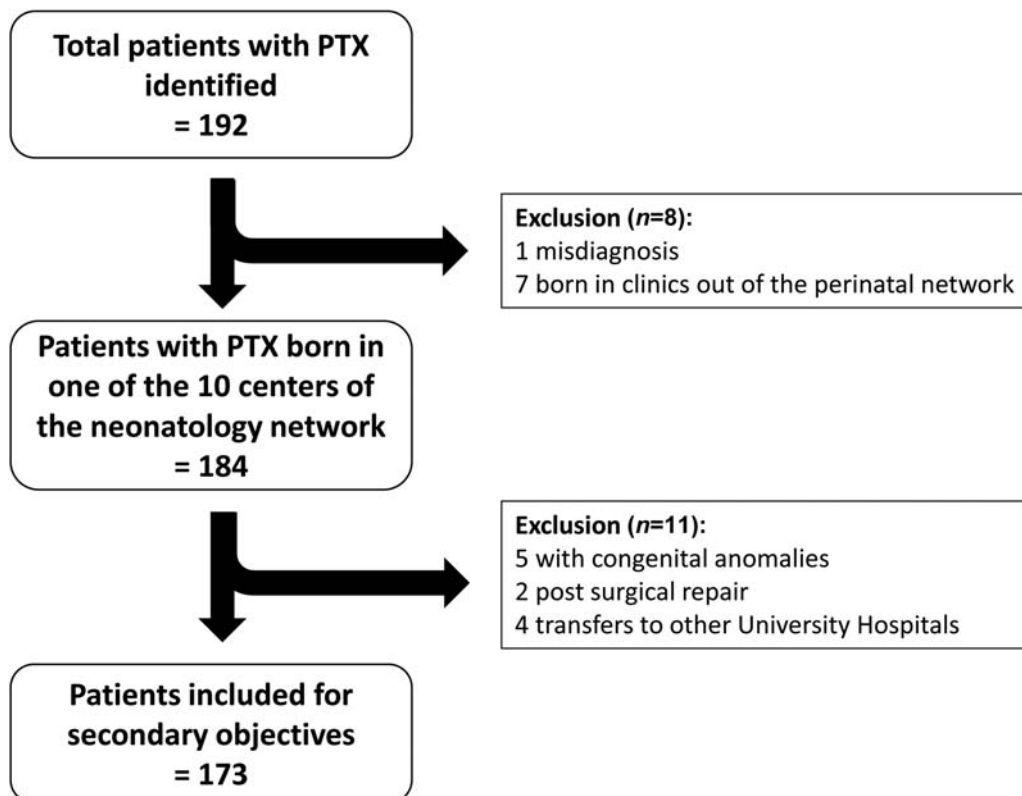 Total patients with PTX
identified
= 192
Exclusion (n=8):
1 misdiagnosis
7 born in clinics out of the perinatal network
Patients with PTX born in
one of the 10 centers of
the neonatology network
= 184
Exclusion (n=11):
5 with congenital anomalies
2 post surgical repair
4 transfers to other University Hospitals
Patients included for
secondary objectives
= 173